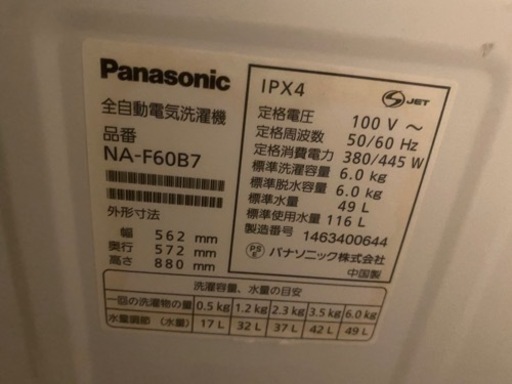 Panasonic
全自動電気洗濯機
品番
NA-F60B7
外形寸法
幅 562 mm
奥行 572 mm
高さ 880 mm
IPX4
S JET
定格電圧 100 V ～
定格周波数 50/60 Hz
定格消費電力 380/445 W
標準洗濯容量 6.0 kg
標準脱水容量 6.0 kg
標準水量 49 L
標準使用水量 116 L
製造番号 1463400644
PS E パナソニック株式会社
中国製
洗濯容量、水量の目安
一回の洗濯物の量 0.5 kg 1.2 kg 2.3 kg 3.5 kg 6.0 kg
水量調節 (水量) 17 L 32 L 37 L 42 L 49 L